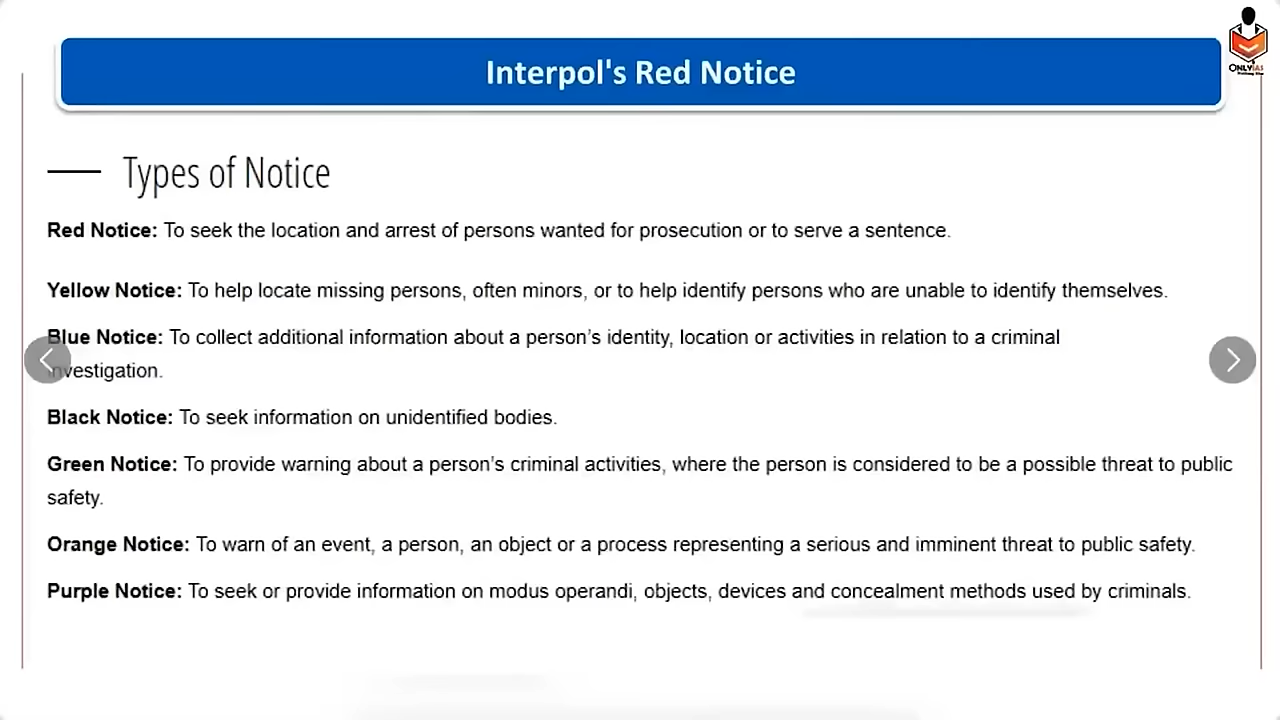 Interpol's Red Notice
ONLYIAS
Types of Notice
Red Notice: To seek the location and arrest of persons wanted for prosecution or to serve a sentence.
Yellow Notice: To help locate missing persons, often minors, or to help identify persons who are unable to identify themselves.
Blue Notice: To collect additional information about a person’s identity, location or activities in relation to a criminal
investigation.
Black Notice: To seek information on unidentified bodies.
Green Notice: To provide warning about a person’s criminal activities, where the person is considered to be a possible threat to public
safety.
Orange Notice: To warn of an event, a person, an object or a process representing a serious and imminent threat to public safety.
Purple Notice: To seek or provide information on modus operandi, objects, devices and concealment methods used by criminals.